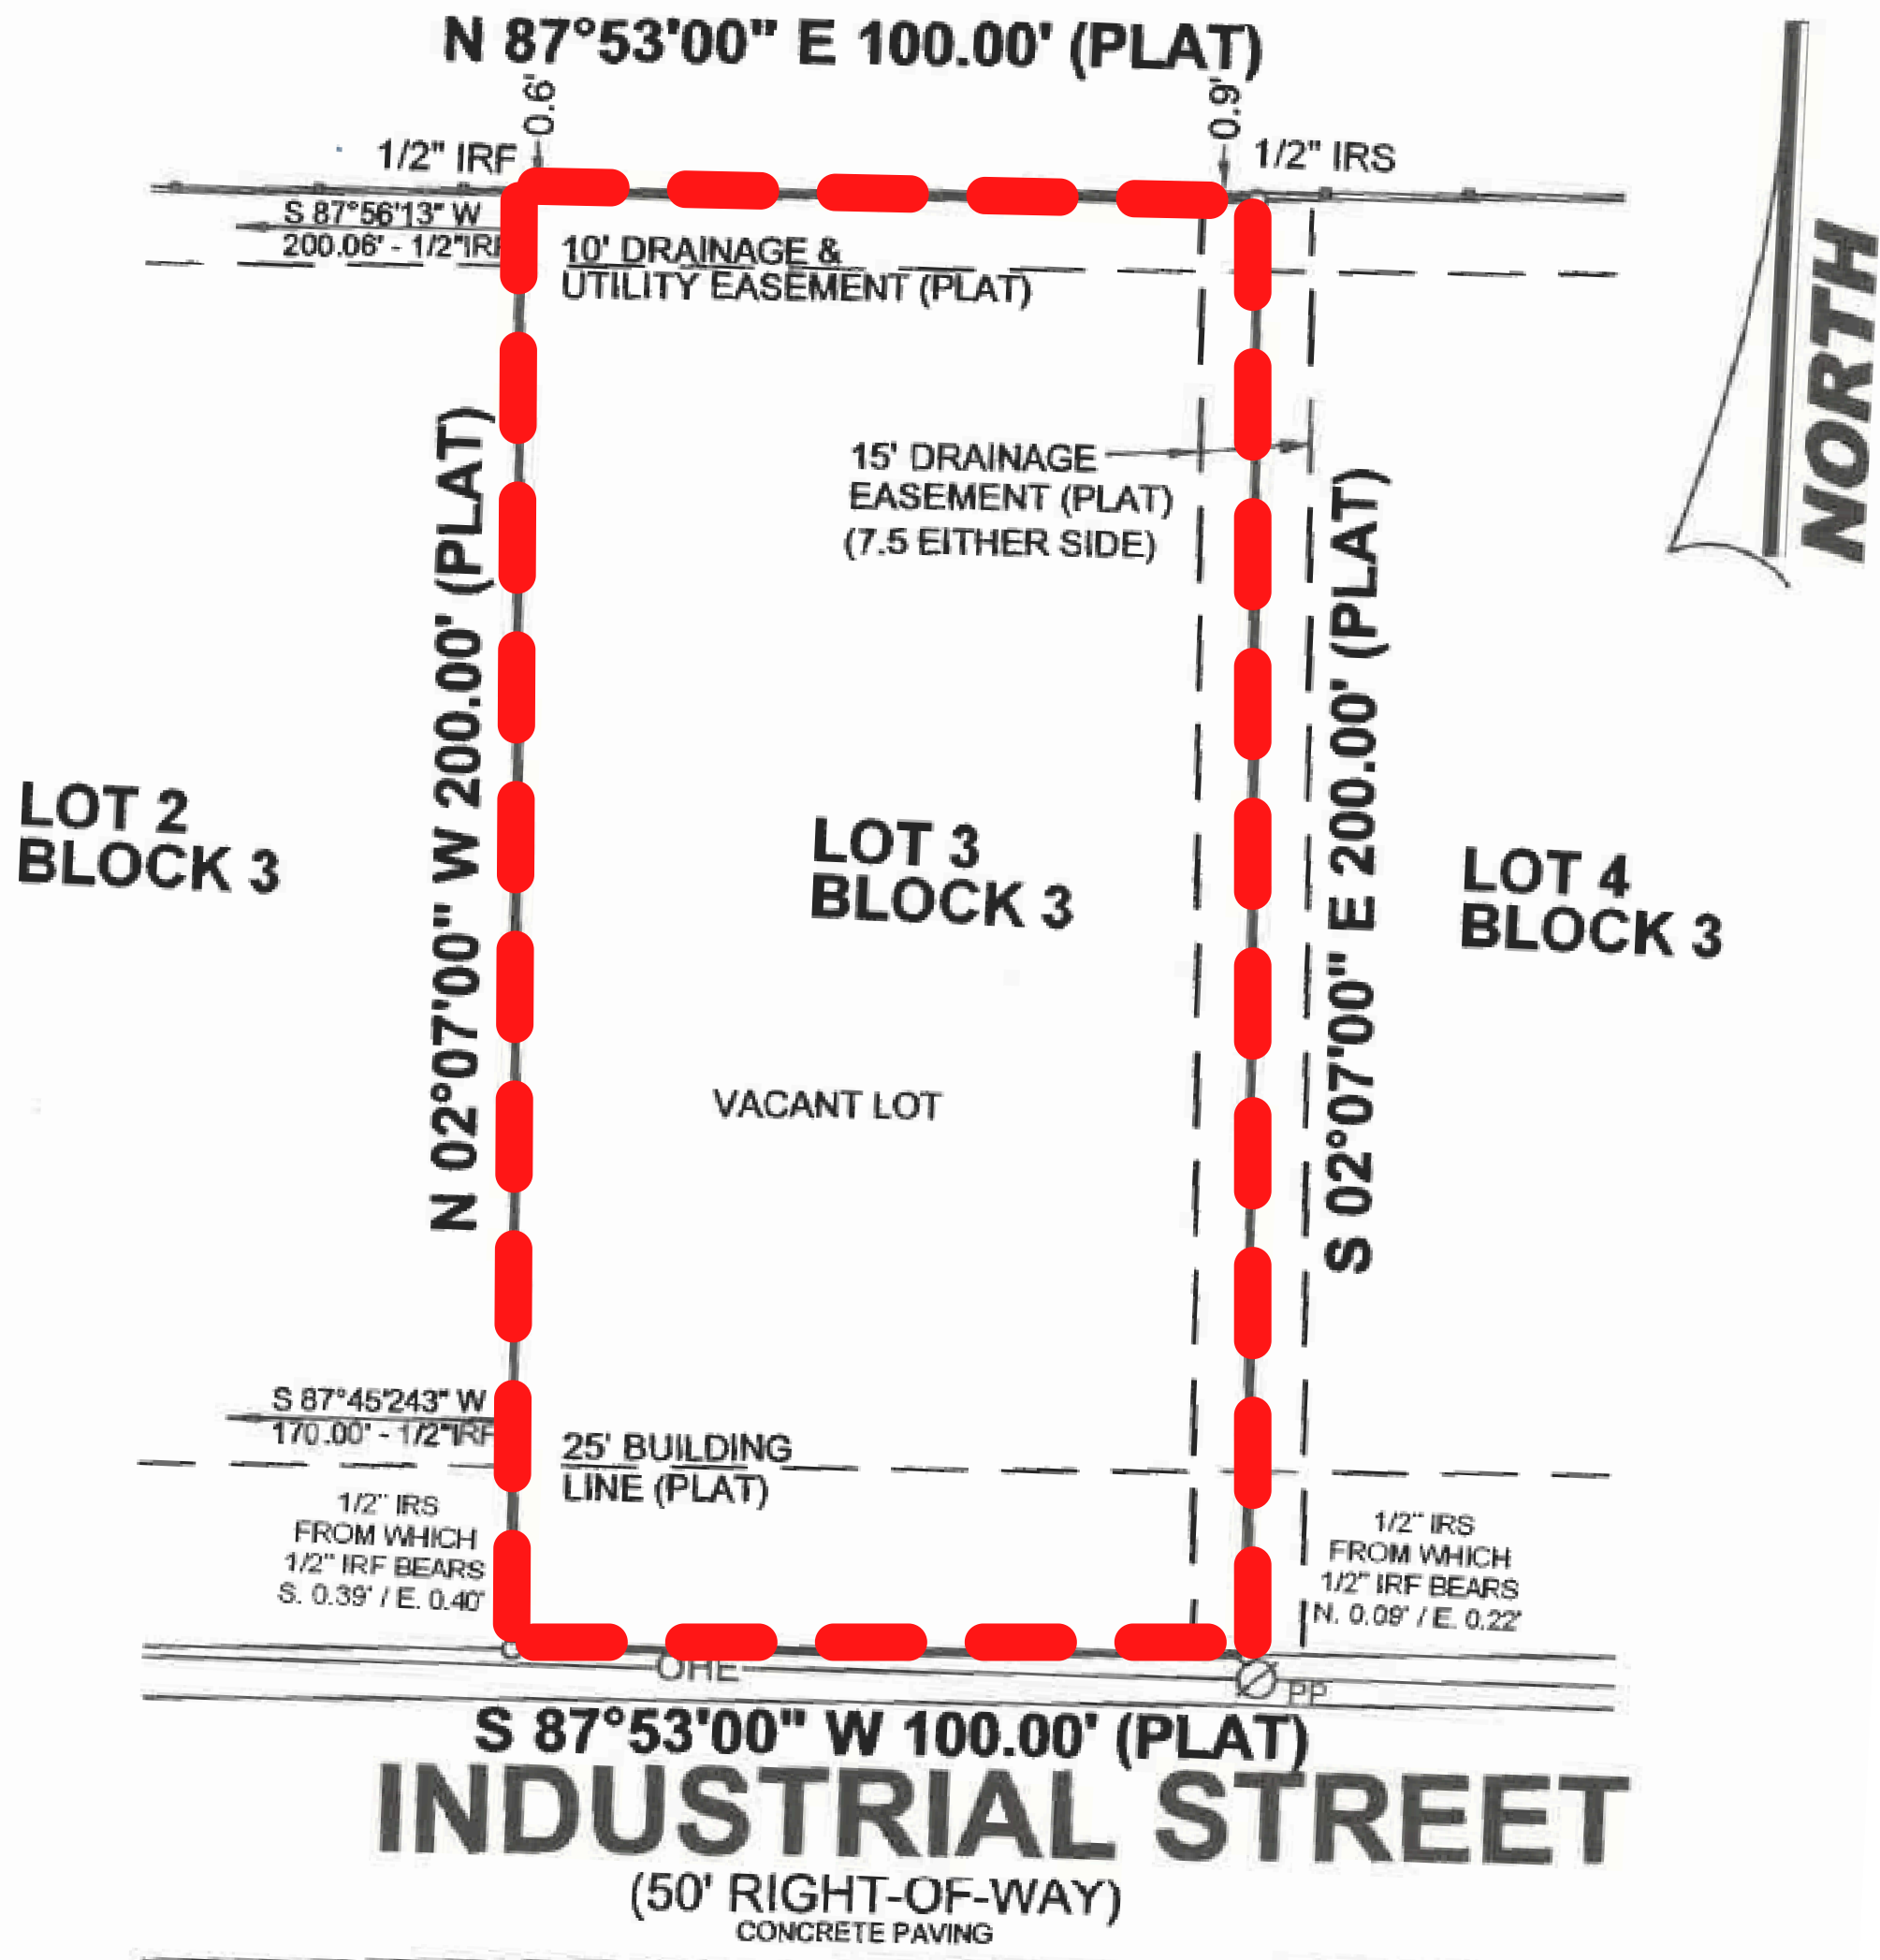 N 87°53'00" E 100.00' (PLAT)
0.6'
0.9'
1/2" IRF
1/2" IRS
S 87°56'13" W
200.06' - 1/2"IRF
10' DRAINAGE &
UTILITY EASEMENT (PLAT)
NORTH
15' DRAINAGE
EASEMENT (PLAT)
(7.5 EITHER SIDE)
N 02°07'00" W 200.00' (PLAT)
S 02°07'00" E 200.00' (PLAT)
LOT 2
BLOCK 3
LOT 3
BLOCK 3
LOT 4
BLOCK 3
VACANT LOT
S 87°45'243" W
170.00' - 1/2"IRF
25' BUILDING
LINE (PLAT)
1/2" IRS
FROM WHICH
1/2" IRF BEARS
S. 0.39' / E. 0.40'
1/2" IRS
FROM WHICH
1/2" IRF BEARS
N. 0.09' / E. 0.22'
OHE
PP
S 87°53'00" W 100.00' (PLAT)
INDUSTRIAL STREET
(50' RIGHT-OF-WAY)
CONCRETE PAVING